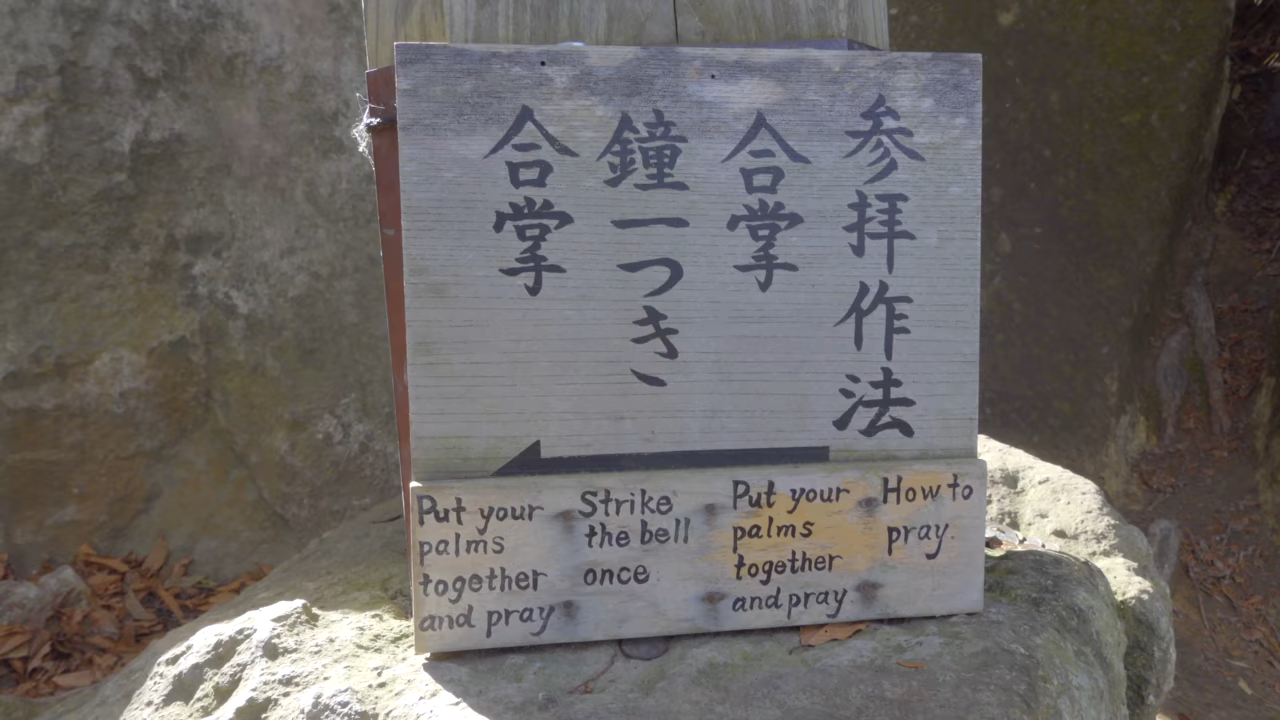 参拝作法
合掌
鐘一つき
合掌
How to
pray.
Put your
palms
together
and pray
Strike
the bell
once
Put your
palms
together
and pray